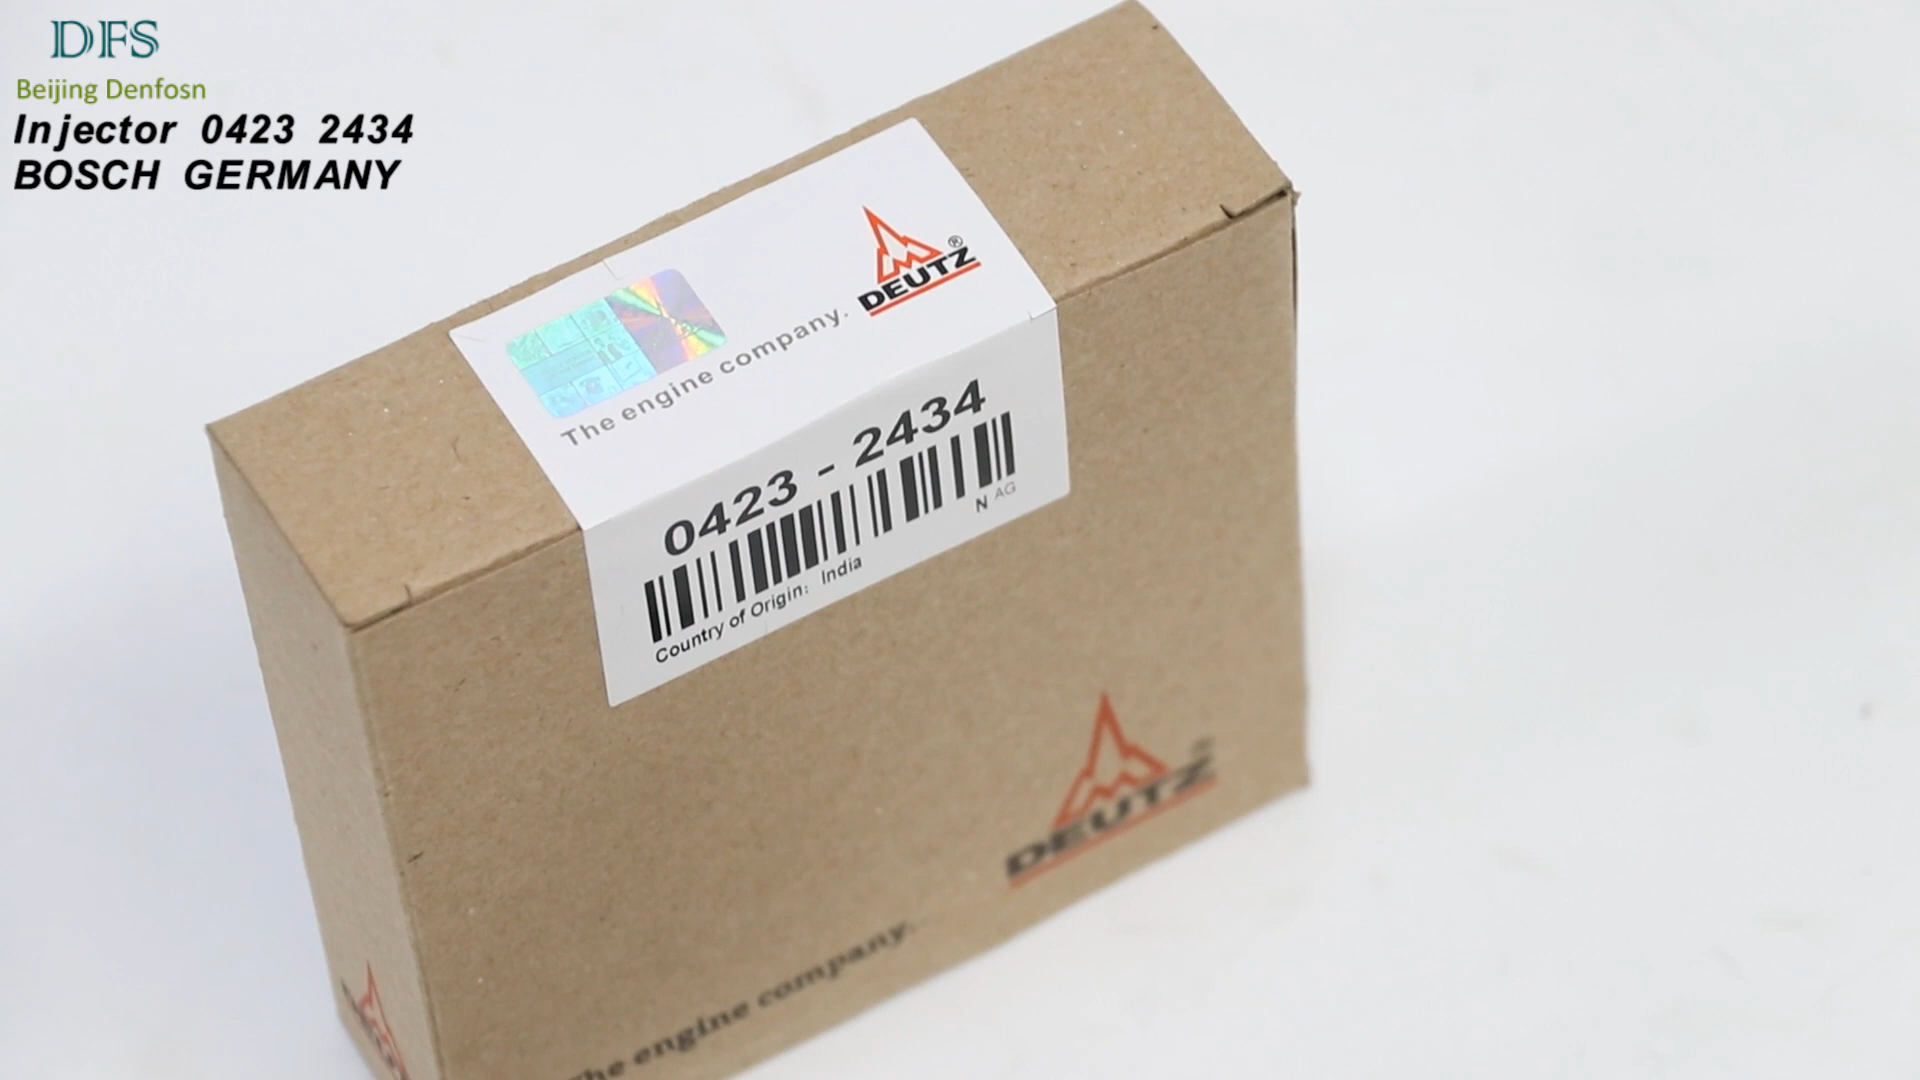 DFS
Beijing Denfosn
Injector 0423 2434
BOSCH GERMANY
DEUTZ®
The engine company.
0423 - 2434
N AG
Country of Origin: India
DEUTZ
The engine company.